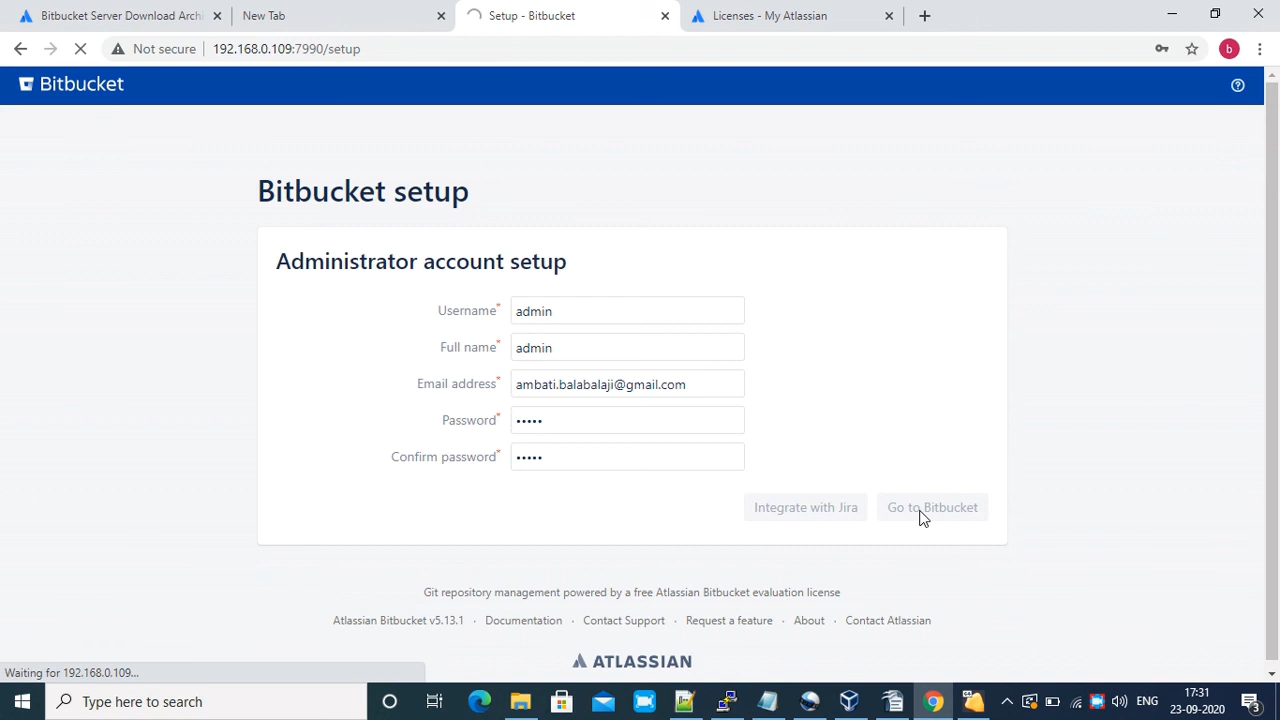 Bitbucket Server Download Archi
New Tab
Setup - Bitbucket
Licenses - My Atlassian
Not secure
192.168.0.109:7990/setup
b
Bitbucket
Bitbucket setup
Administrator account setup
Username*
admin
Full name*
admin
Email address*
ambati.balabalaji@gmail.com
Password*
•••••
Confirm password*
•••••
Integrate with Jira
Go to Bitbucket
Git repository management powered by a free Atlassian Bitbucket evaluation license
Atlassian Bitbucket v5.13.1 · Documentation · Contact Support · Request a feature · About · Contact Atlassian
ATLASSIAN
Waiting for 192.168.0.109...
Type here to search
ENG
17:31
23-09-2020
3